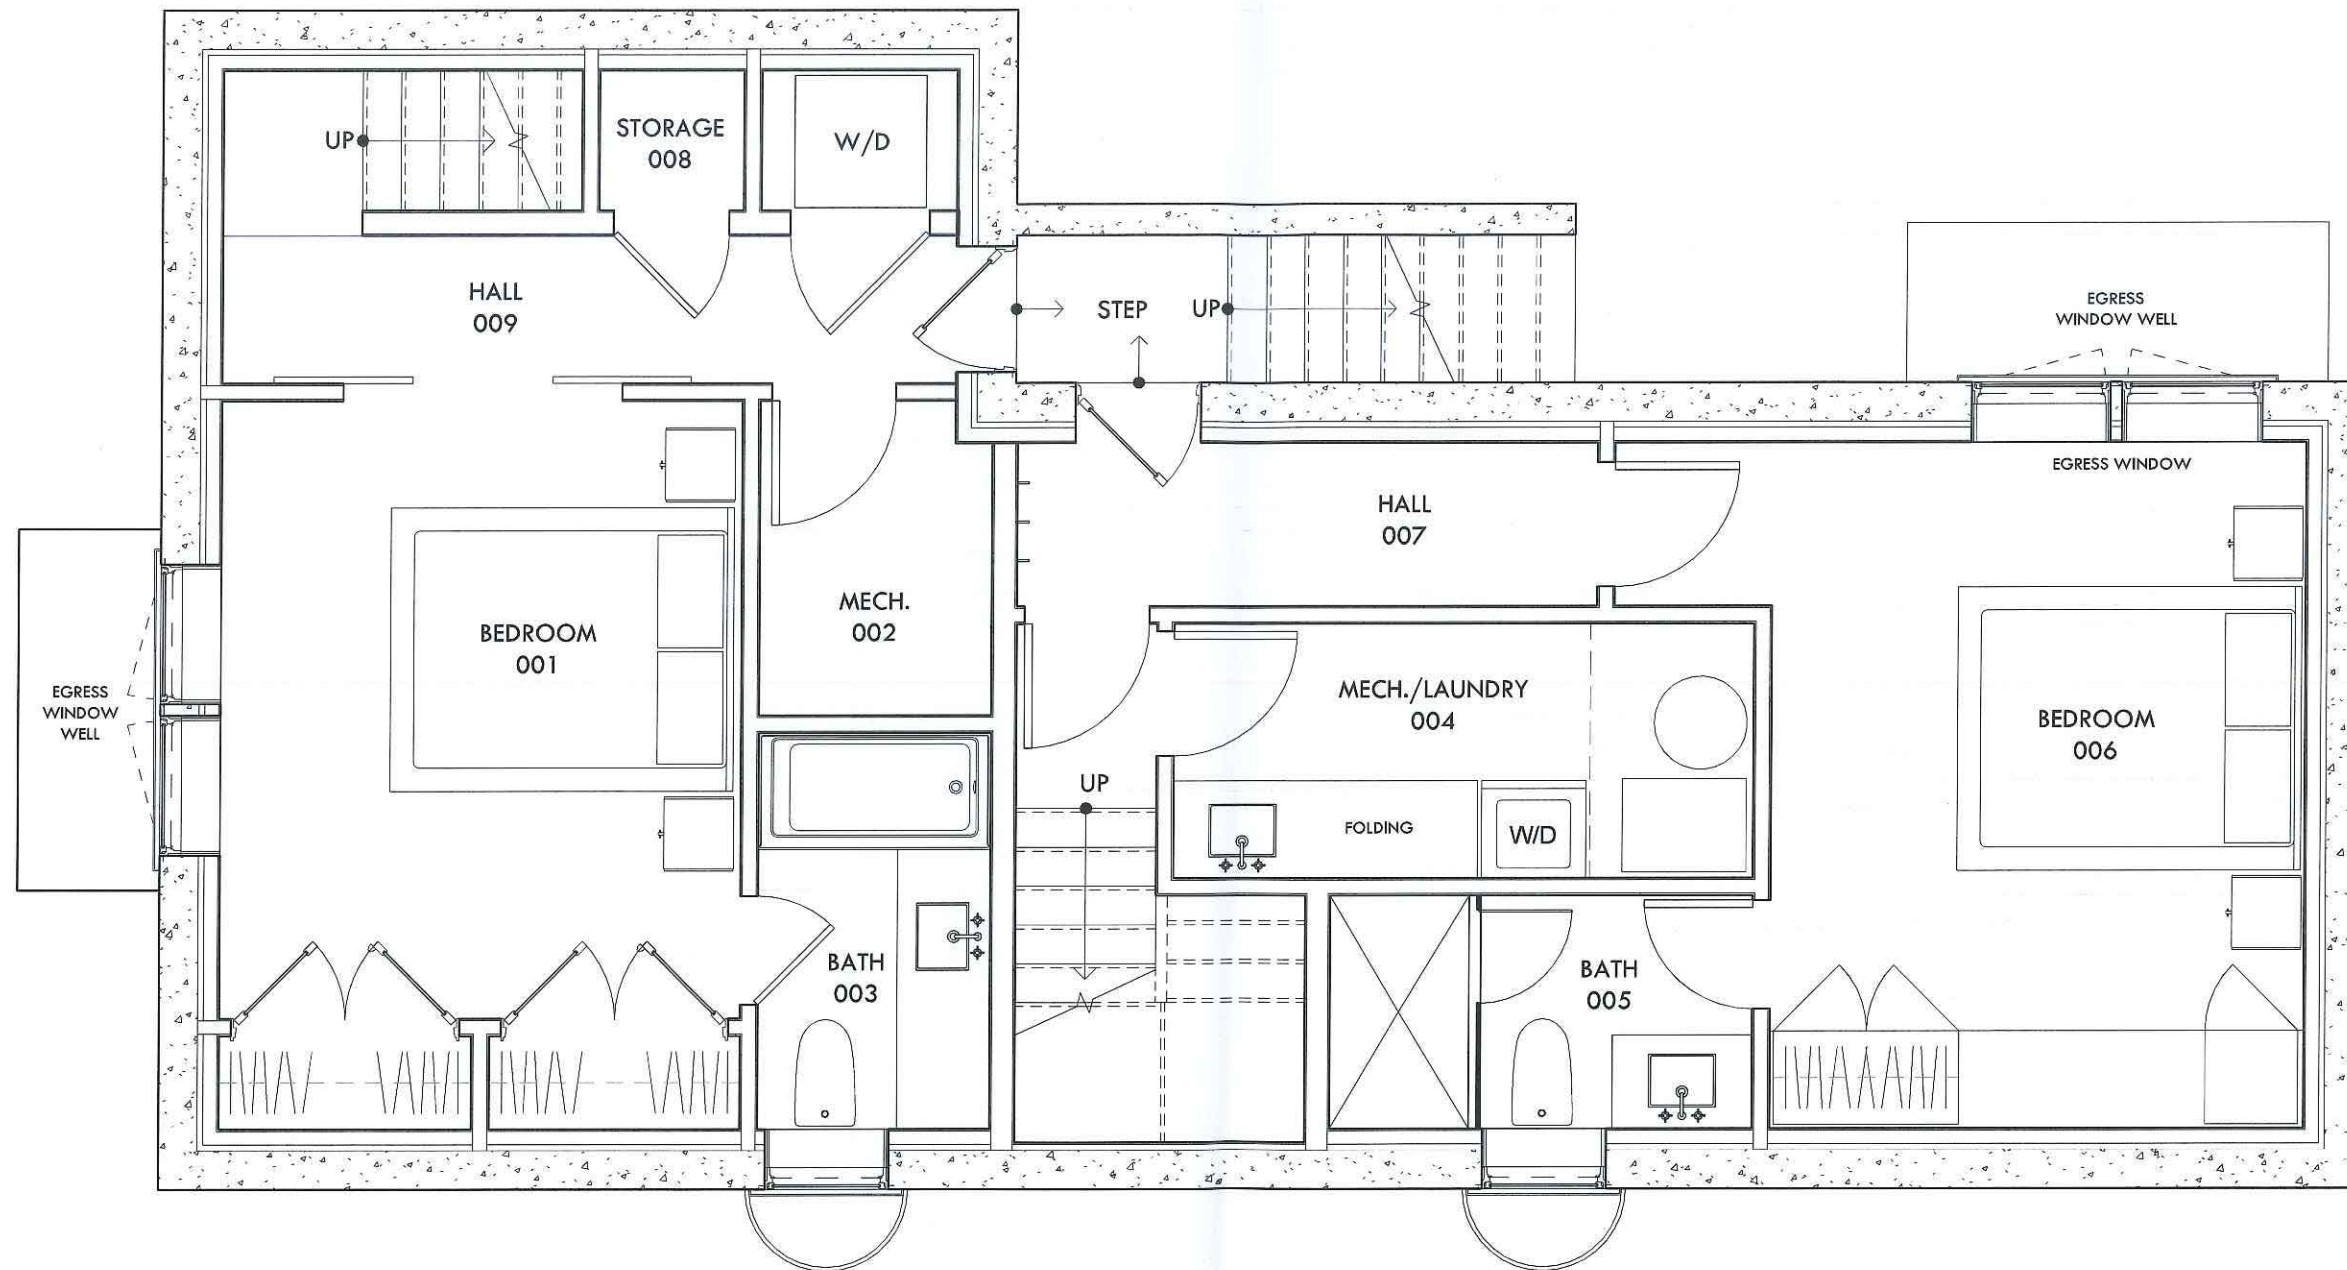 UP
STORAGE
008
W/D
HALL
009
STEP
UP
EGRESS
WINDOW WELL
EGRESS WINDOW
HALL
007
MECH.
002
BEDROOM
001
EGRESS
WINDOW
WELL
MECH./LAUNDRY
004
BEDROOM
006
UP
FOLDING
W/D
BATH
003
BATH
005